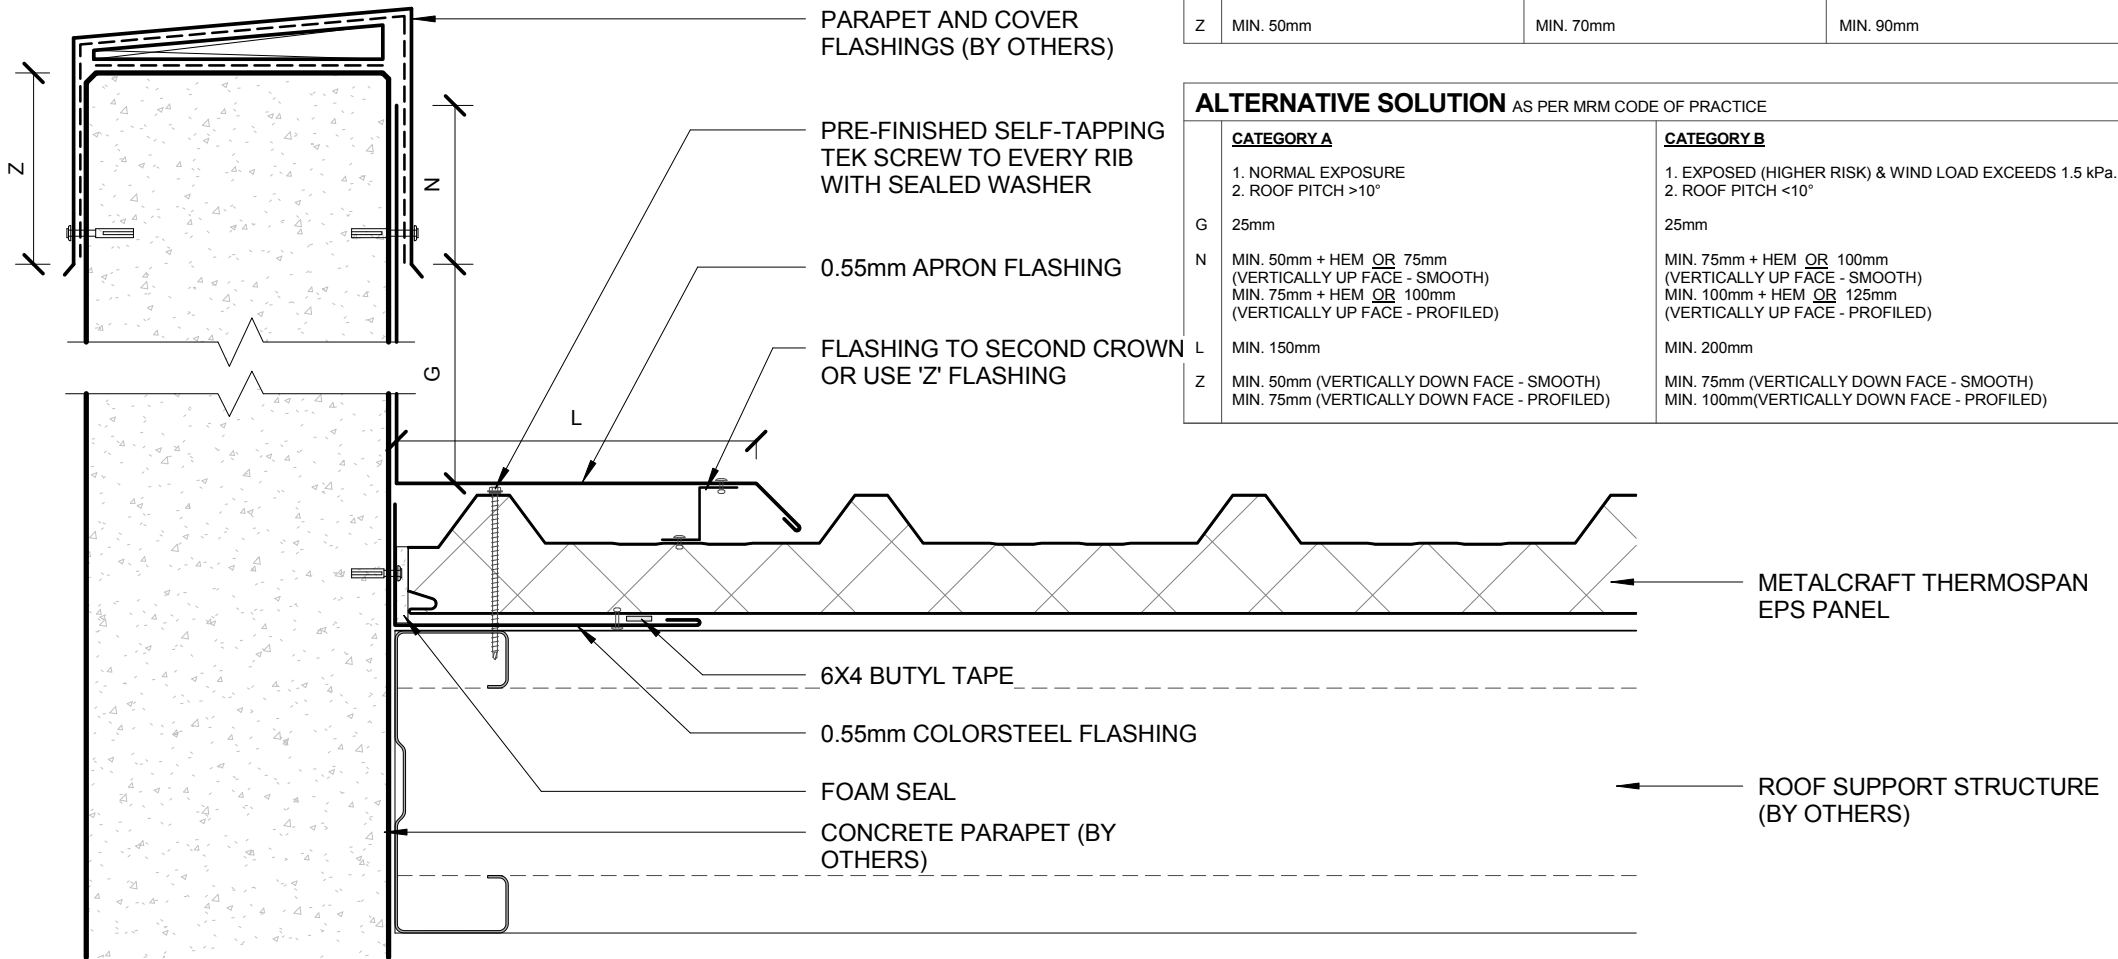 PARAPET AND COVER
FLASHINGS (BY OTHERS)
Z MIN. 50mm MIN. 70mm MIN. 90mm
ALTERNATIVE SOLUTION AS PER MRM CODE OF PRACTICE
CATEGORY A
1. NORMAL EXPOSURE
2. ROOF PITCH >10°
CATEGORY B
1. EXPOSED (HIGHER RISK) & WIND LOAD EXCEEDS 1.5 kPa.
2. ROOF PITCH <10°
G 25mm 25mm
N MIN. 50mm + HEM OR 75mm
(VERTICALLY UP FACE - SMOOTH)
MIN. 75mm + HEM OR 100mm
(VERTICALLY UP FACE - PROFILED)
MIN. 75mm + HEM OR 100mm
(VERTICALLY UP FACE - SMOOTH)
MIN. 100mm + HEM OR 125mm
(VERTICALLY UP FACE - PROFILED)
L MIN. 150mm MIN. 200mm
Z MIN. 50mm (VERTICALLY DOWN FACE - SMOOTH)
MIN. 75mm (VERTICALLY DOWN FACE - PROFILED)
MIN. 75mm (VERTICALLY DOWN FACE - SMOOTH)
MIN. 100mm(VERTICALLY DOWN FACE - PROFILED)
PRE-FINISHED SELF-TAPPING
TEK SCREW TO EVERY RIB
WITH SEALED WASHER
0.55mm APRON FLASHING
FLASHING TO SECOND CROWN
OR USE 'Z' FLASHING
Z
N
G
L
METALCRAFT THERMOSPAN
EPS PANEL
6X4 BUTYL TAPE
0.55mm COLORSTEEL FLASHING
FOAM SEAL
CONCRETE PARAPET (BY
OTHERS)
ROOF SUPPORT STRUCTURE
(BY OTHERS)